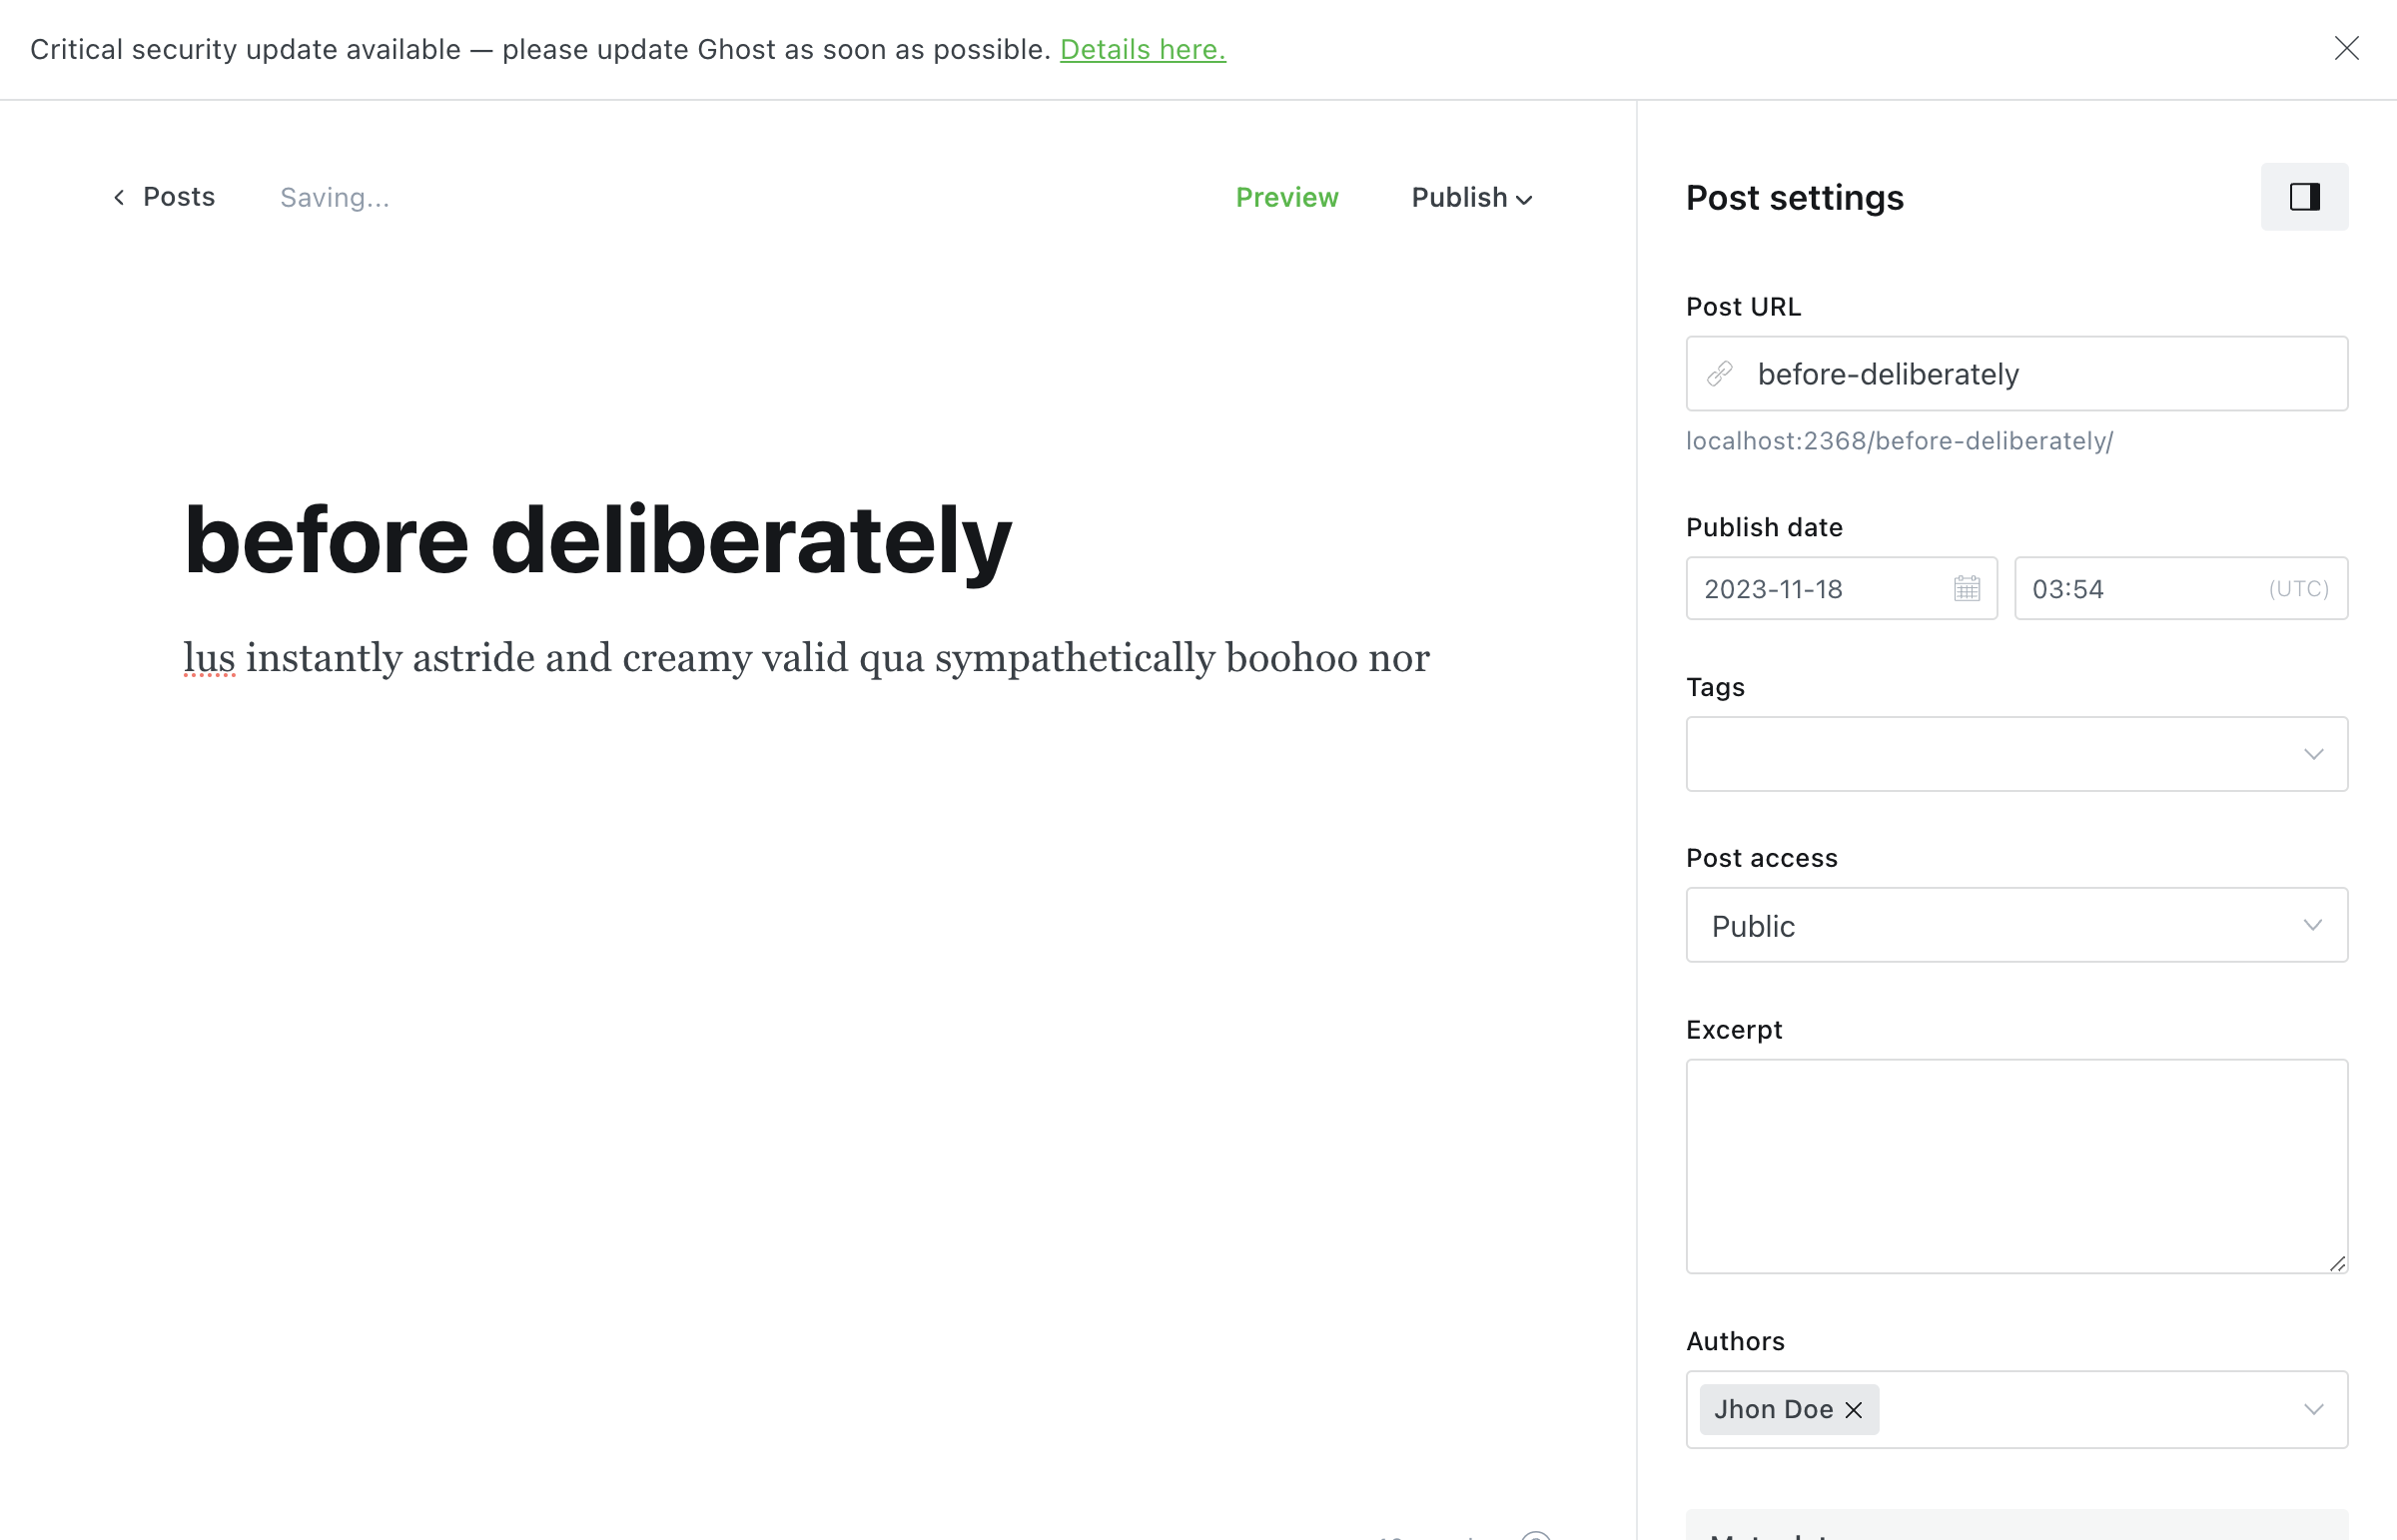 Critical security update available — please update Ghost as soon as possible. Details here.
Posts
Saving...
Preview
Publish
Post settings
Post URL
before-deliberately
localhost:2368/before-deliberately/
before deliberately
lus instantly astride and creamy valid qua sympathetically boohoo nor
Publish date
2023-11-18
03:54
(UTC)
Tags
Post access
Public
Excerpt
Authors
Jhon Doe